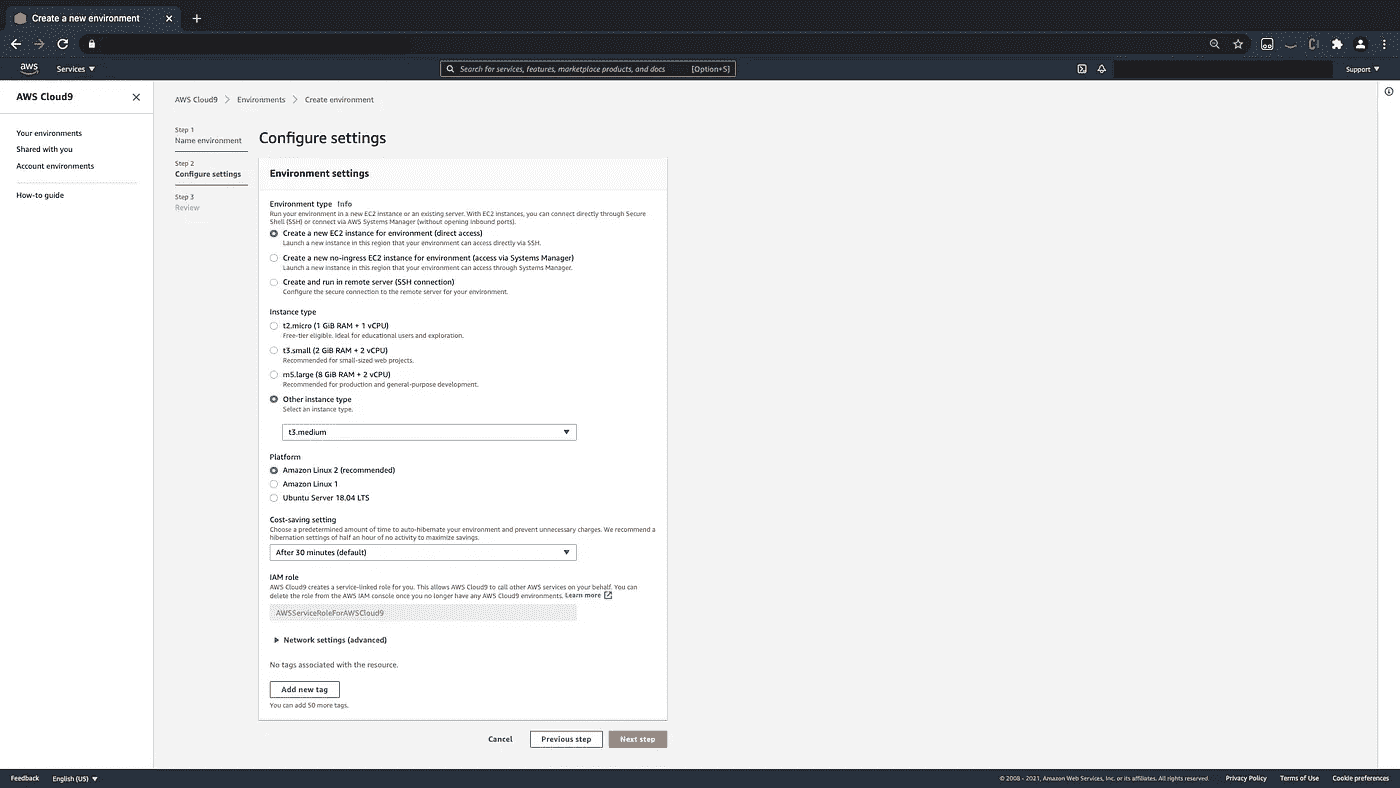 Create a new environment
aws
Services
Search for services, features, marketplace products, and docs [Option+S]
Support
AWS Cloud9
Your environments
Shared with you
Account environments
How-to guide
AWS Cloud9 Environments Create environment
Step 1
Name environment
Step 2
Configure settings
Step 3
Review
Configure settings
Environment settings
Environment type Info
Run your environment in a new EC2 instance or an existing server. With EC2 instances, you can connect directly through Secure
Shell (SSH) or connect via AWS Systems Manager (without opening inbound ports).
Create a new EC2 instance for environment (direct access)
Launch a new instance in this region that your environment can access directly via SSH.
Create a new no-ingress EC2 instance for environment (access via Systems Manager)
Launch a new instance in this region that your environment can access through Systems Manager.
Create and run in remote server (SSH connection)
Configure the secure connection to the remote server for your environment.
Instance type
t2.micro (1 GiB RAM + 1 vCPU)
Free-tier eligible. Ideal for educational users and exploration.
t3.small (2 GiB RAM + 2 vCPU)
Recommended for small-sized web projects.
m5.large (8 GiB RAM + 2 vCPU)
Recommended for production and general-purpose development.
Other instance type
Select an instance type.
t3.medium
Platform
Amazon Linux 2 (recommended)
Amazon Linux 1
Ubuntu Server 18.04 LTS
Cost-saving setting
Choose a predetermined amount of time to auto-hibernate your environment and prevent unnecessary charges. We recommend a
hibernation settings of half an hour of no activity to maximize savings.
After 30 minutes (default)
IAM role
AWS Cloud9 creates a service-linked role for you. This allows AWS Cloud9 to call other AWS services on your behalf. You can
delete the role from the AWS IAM console once you no longer have any AWS Cloud9 environments. Learn more
AWSServiceRoleForAWSCloud9
Network settings (advanced)
No tags associated with the resource.
Add new tag
You can add 50 more tags.
Cancel Previous step Next step
Feedback English (US) © 2008 - 2021, Amazon Web Services, Inc. or its affiliates. All rights reserved. Privacy Policy Terms of Use Cookie preferences